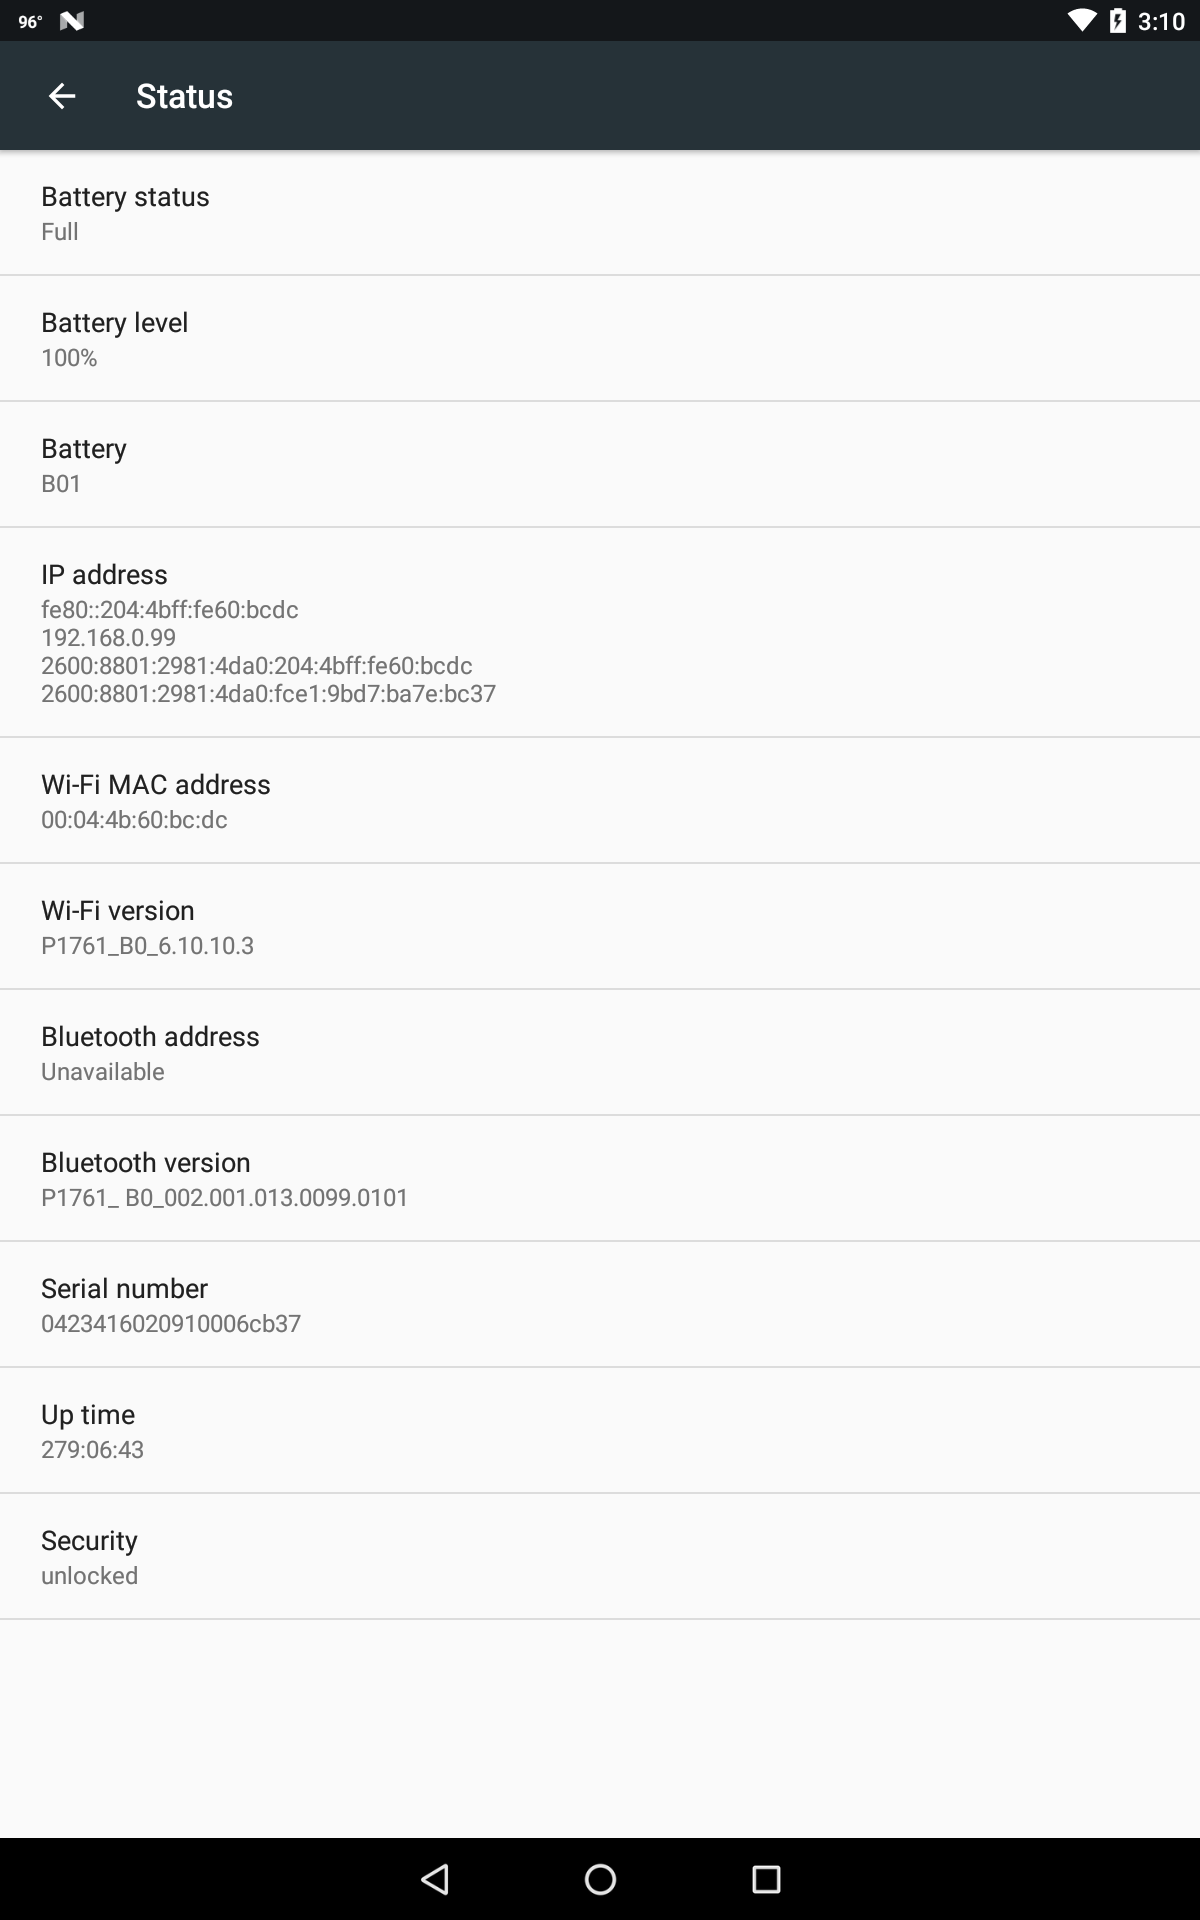 96°
3:10
Status
Battery status
Full
Battery level
100%
Battery
B01
IP address
fe80::204:4bff:fe60:bcdc
192.168.0.99
2600:8801:2981:4da0:204:4bff:fe60:bcdc
2600:8801:2981:4da0:fce1:9bd7:ba7e:bc37
Wi-Fi MAC address
00:04:4b:60:bc:dc
Wi-Fi version
P1761_B0_6.10.10.3
Bluetooth address
Unavailable
Bluetooth version
P1761_ B0_002.001.013.0099.0101
Serial number
0423416020910006cb37
Up time
279:06:43
Security
unlocked